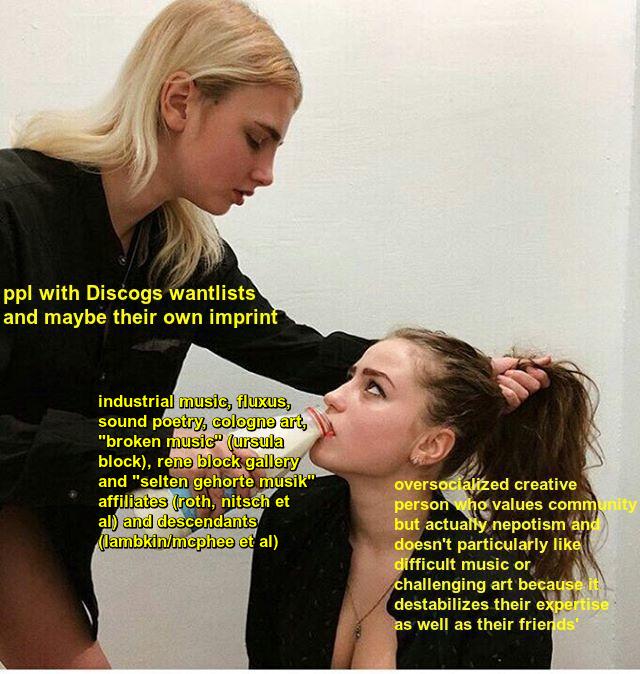 ppl with Discogs wantlists
and maybe their own imprint
industrial music, fluxus,
sound poetry, cologne art,
"broken music" (ursula
block), rene block gallery
and "selten gehorte musik"
affiliates (roth, nitsch et
al) and descendants
(lambkin/mcphee et al)
oversocialized creative
person who values community
but actually nepotism and
doesn't particularly like
difficult music or
challenging art because it
destabilizes their expertise
as well as their friends'